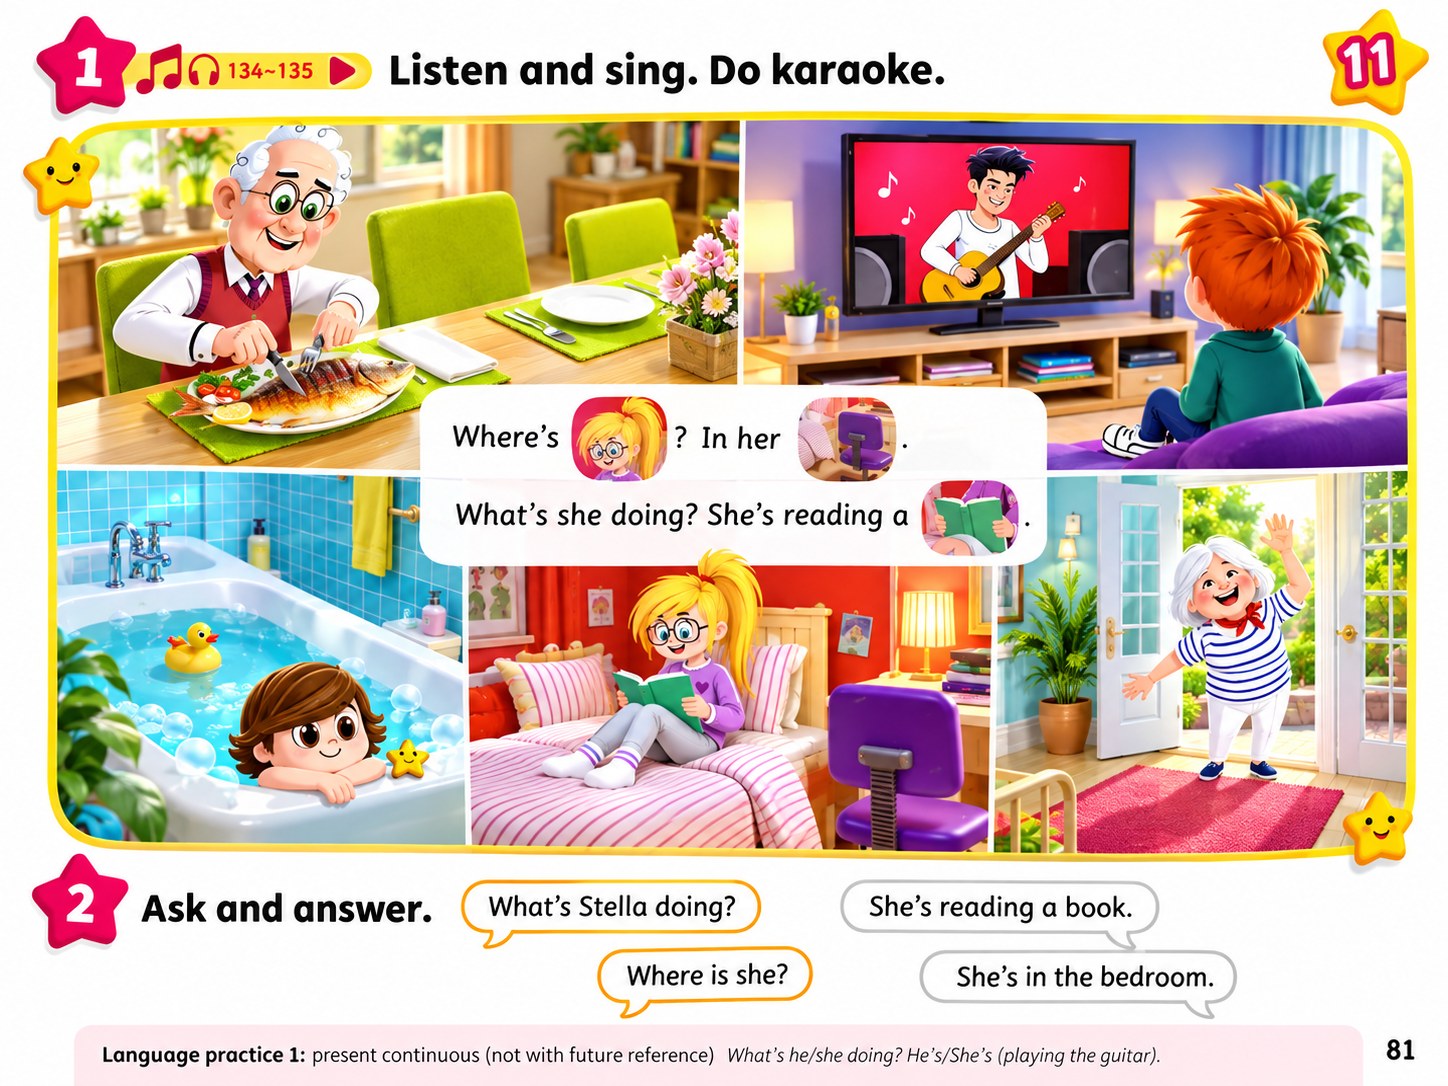 1 134~135 Listen and sing. Do karaoke. 11
Where's ? In her .
What's she doing? She's reading a .
2 Ask and answer. What's Stella doing? She's reading a book.
Where is she? She's in the bedroom.
Language practice 1: present continuous (not with future reference) What's he/she doing? He's/She's (playing the guitar).
81